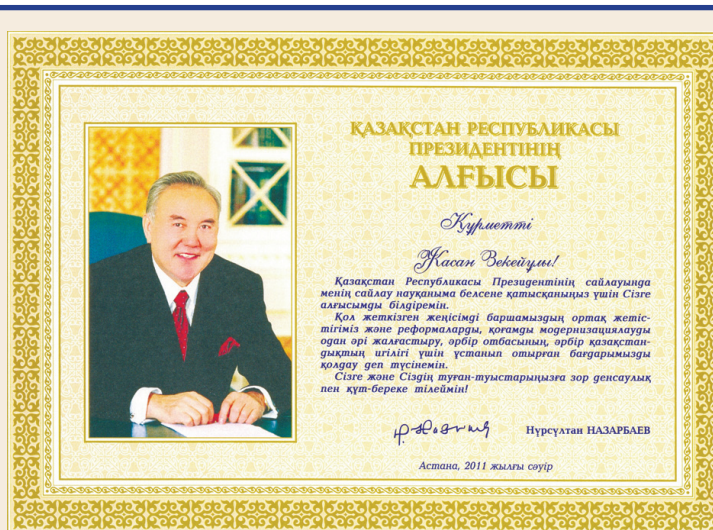 ҚАЗАҚСТАН РЕСПУБЛИКАСЫ
ПРЕЗИДЕНТІНІҢ
АЛҒЫСЫ
Құрметті
Жасан Зекейұлы!
Қазақстан Республикасы Президентінің сайлауында
менің сайлау науқаныма белсене қатысқаныңыз үшін Сізге
алғысымды білдіремін.
Қол жеткізген жеңісімді баршамыздың ортақ жетіс-
тігіміз және реформаларды, қоғамды модернизациялауды
одан әрі жалғастыру, әрбір отбасының, әрбір қазақстан-
дықтың игілігі үшін ұстанып отырған бағдарымызды
қолдау деп түсінемін.
Сізге және Сіздің туған-туыстарыңызға зор денсаулық
пен құт-береке тілеймін!
Нұрсұлтан НАЗАРБАЕВ
Астана, 2011 жылғы сәуір